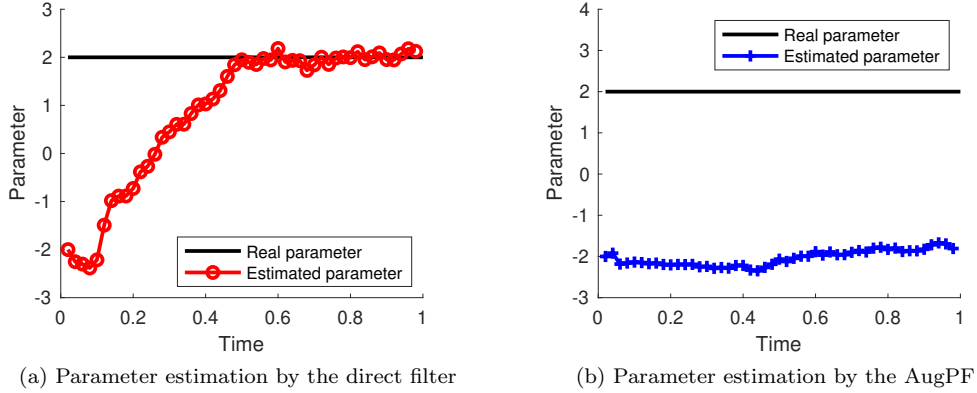 3
2
1
0
-1
-2
-3
Parameter
0
0.2
0.4
0.6
0.8
1
Time
Real parameter
Estimated parameter
(a) Parameter estimation by the direct filter
4
3
2
1
0
-1
-2
-3
Parameter
0
0.2
0.4
0.6
0.8
1
Time
Real parameter
Estimated parameter
(b) Parameter estimation by the AugPF